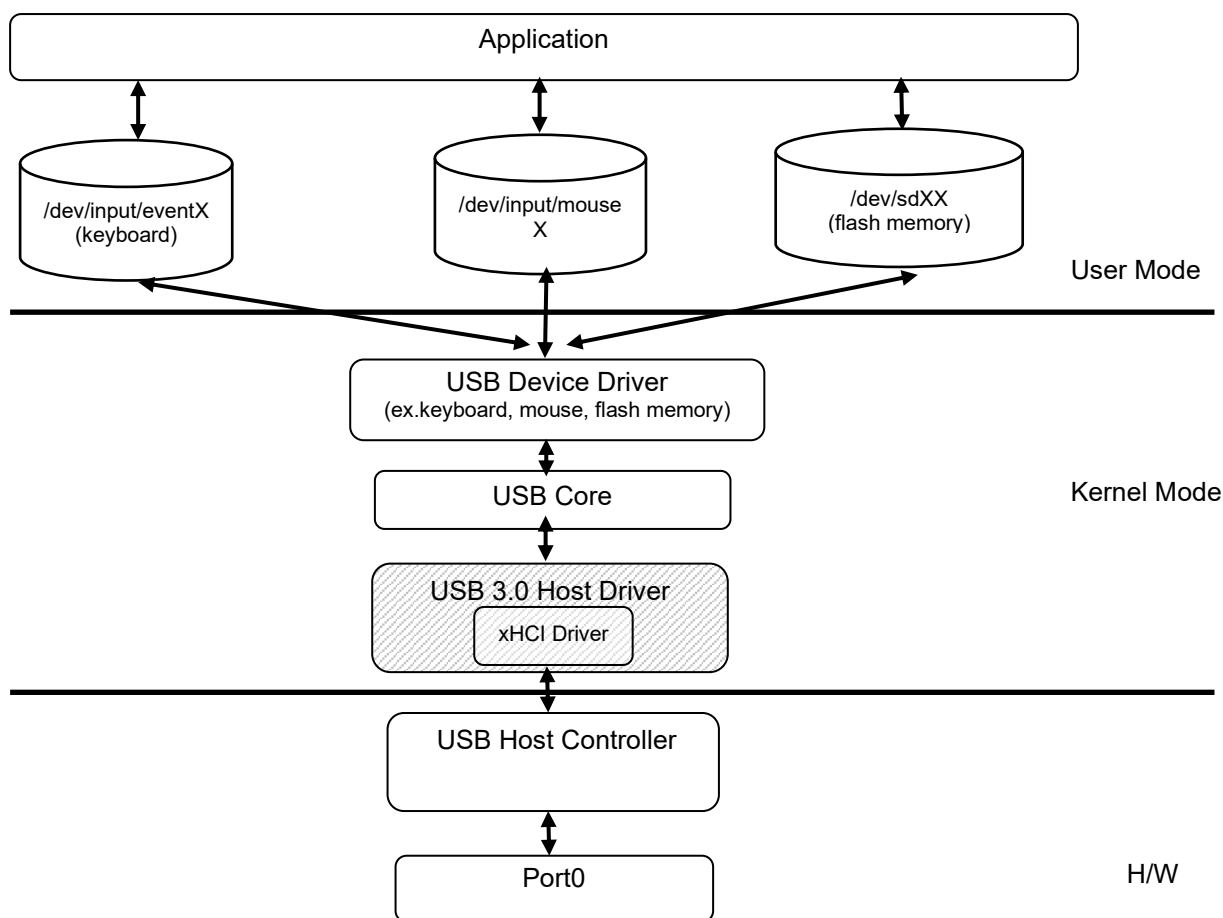 Application
/dev/input/eventX
(keyboard)
/dev/input/mouse
X
/dev/sdXX
(flash memory)
User Mode
USB Device Driver
(ex.keyboard, mouse, flash memory)
USB Core
Kernel Mode
USB 3.0 Host Driver
xHCI Driver
USB Host Controller
Port0
H/W